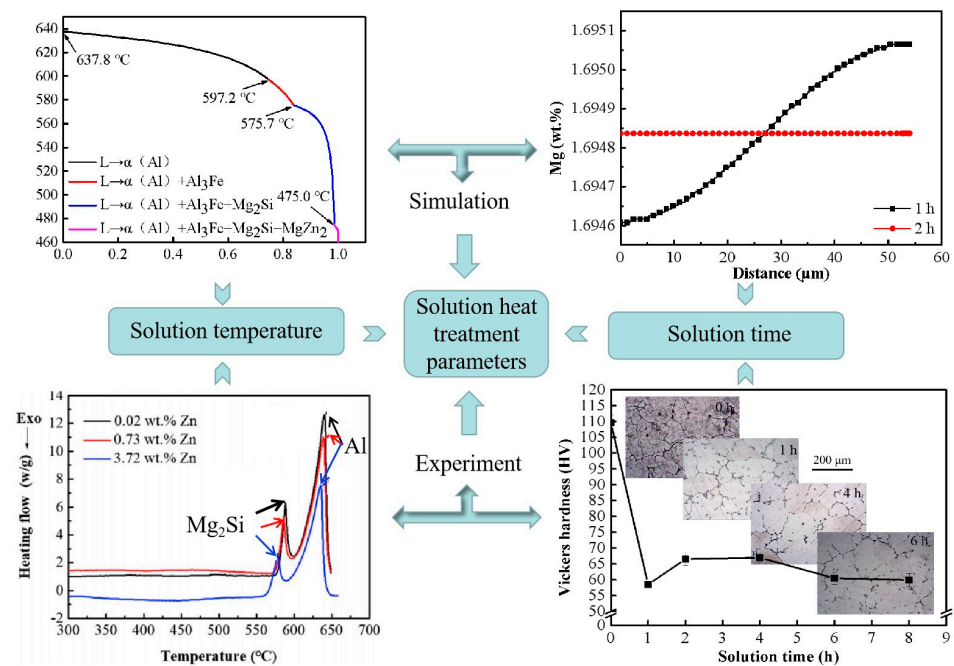 640
620
600
580
560
540
520
500
480
460
637.8 °C
597.2 °C
575.7 °C
475.0 °C
L→α（Al）
L→α（Al）+Al3Fe
L→α（Al）+Al3Fe+Mg2Si
L→α（Al）+Al3Fe+Mg2Si+MgZn2
0.0 0.2 0.4 0.6 0.8 1.0
Simulation
Mg (wt.%)
1.6951
1.6950
1.6949
1.6948
1.6947
1.6946
1 h
2 h
0 10 20 30 40 50 60
Distance (μm)
Solution temperature
Solution heat
treatment
parameters
Solution time
Experiment
Heating flow (w/g)
Exo
14
12
10
8
6
4
2
0
-2
0.02 wt.% Zn
0.73 wt.% Zn
3.72 wt.% Zn
Al
Mg2Si
300 350 400 450 500 550 600 650 700
Temperature (°C)
Vickers hardness (HV)
120
115
110
105
100
95
90
85
80
75
70
65
60
55
50
0 h
1 h
200 μm
4 h
6 h
0 1 2 3 4 5 6 7 8 9
Solution time (h)